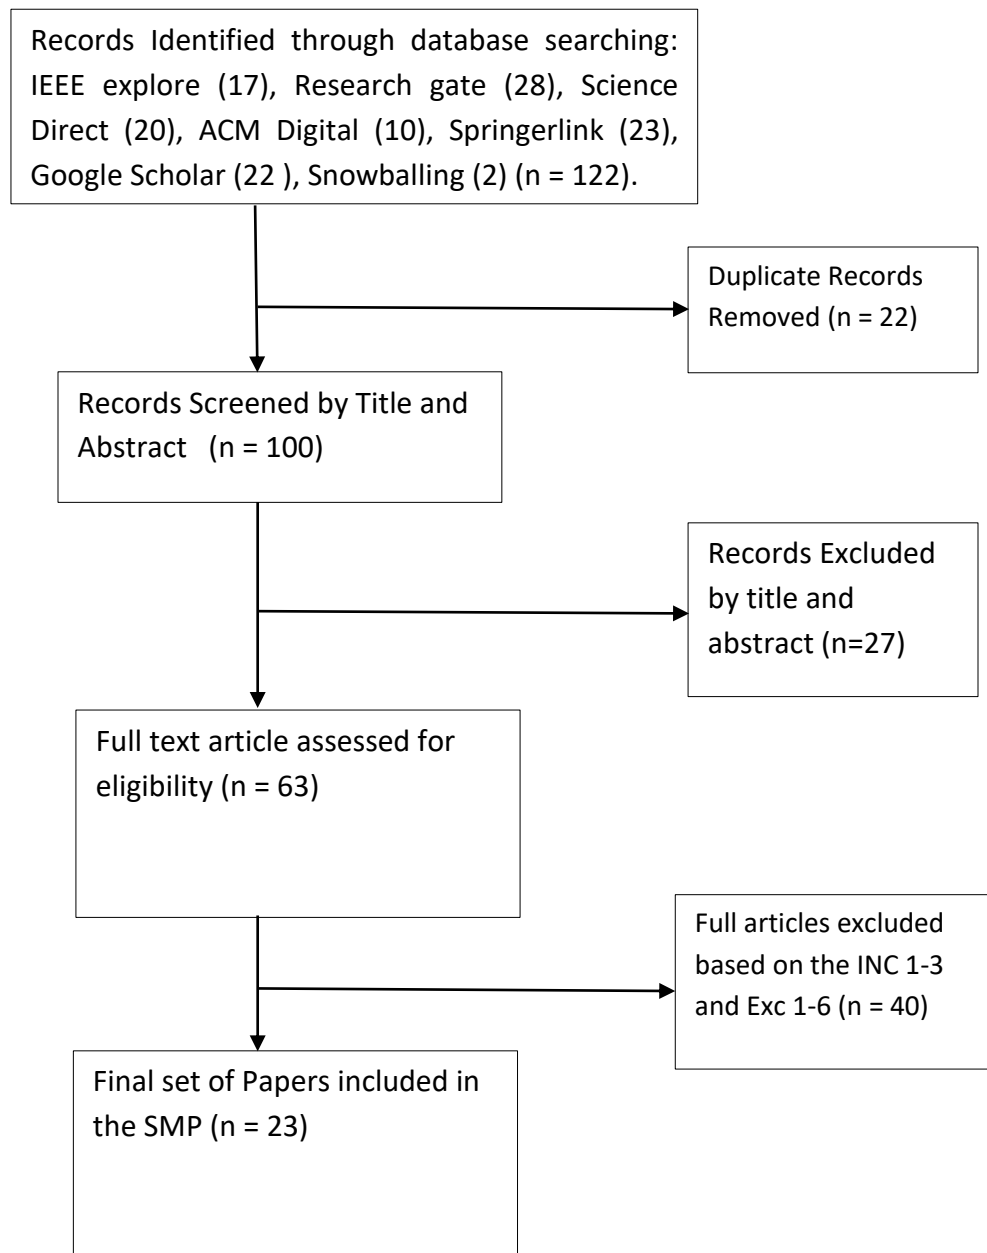 Records Identified through database searching:
IEEE explore (17), Research gate (28), Science
Direct (20), ACM Digital (10), Springerlink (23),
Google Scholar (22 ), Snowballing (2) (n = 122).
Duplicate Records
Removed (n = 22)
Records Screened by Title and
Abstract (n = 100)
Records Excluded
by title and
abstract (n=27)
Full text article assessed for
eligibility (n = 63)
Full articles excluded
based on the INC 1-3
and Exc 1-6 (n = 40)
Final set of Papers included in
the SMP (n = 23)